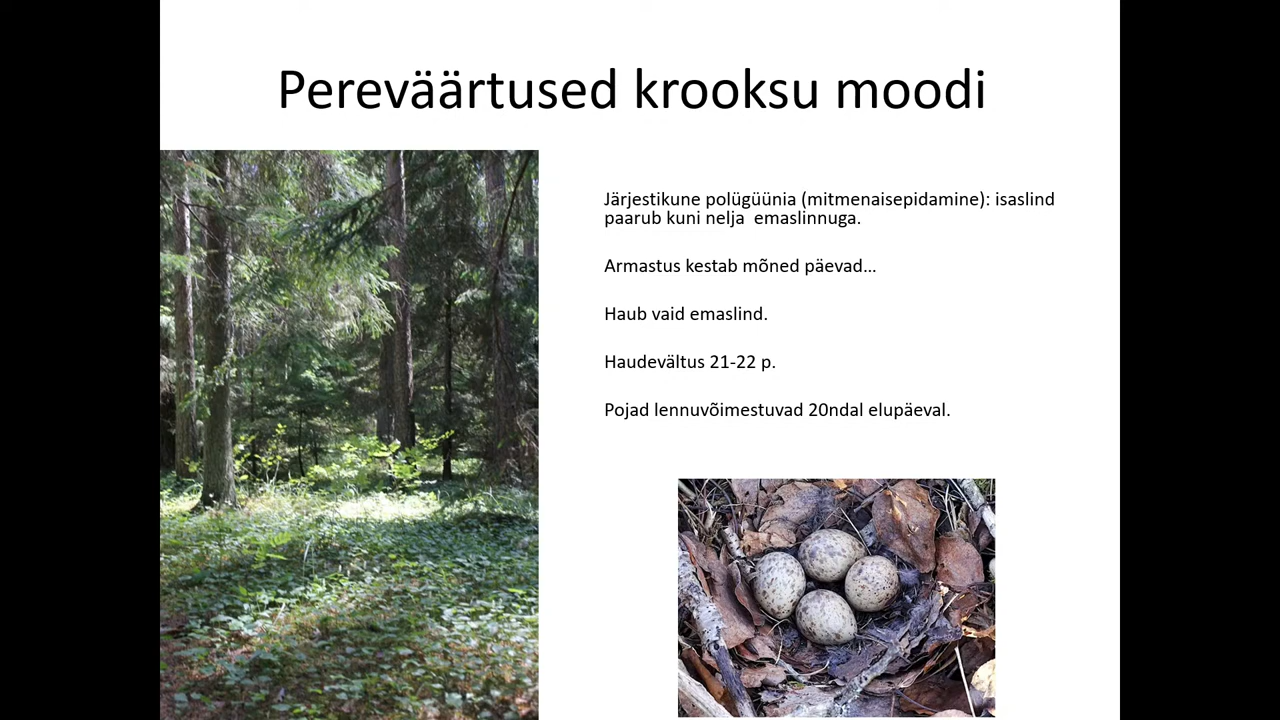 Pereväärtused krooksu moodi
Järjestikune polügüünia (mitmenaisepidamine): isaslind
paarub kuni nelja  emaslinnuga.
Armastus kestab mõned päevad...
Haub vaid emaslind.
Haudevältus 21-22 p.
Pojad lennuvõimestuvad 20ndal elupäeval.